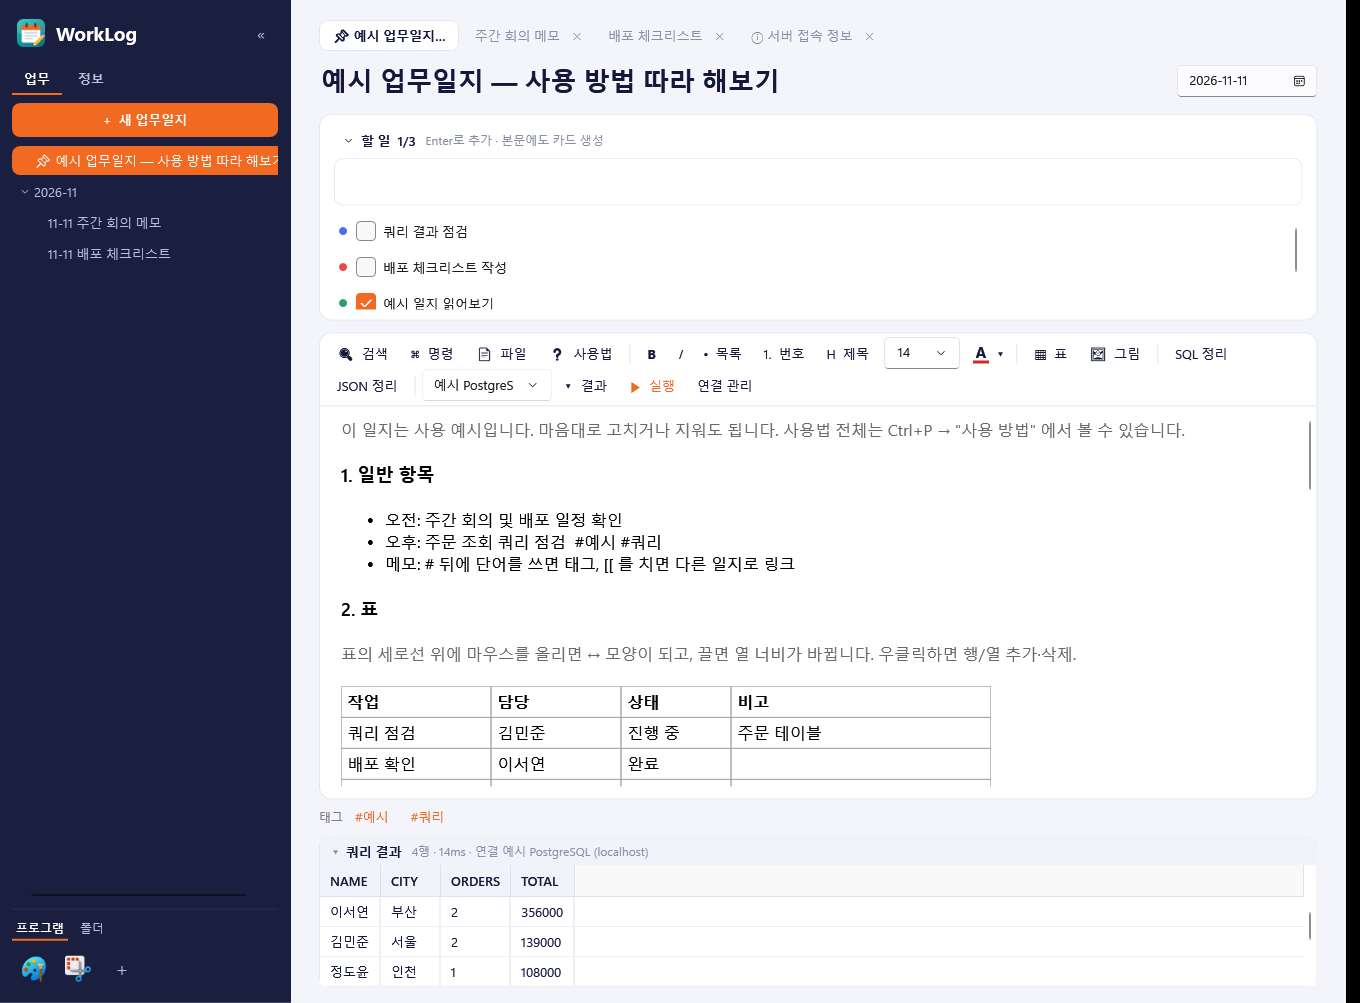 WorkLog «
업무 정보
+ 새 업무일지
예시 업무일지 — 사용 방법 따라 해보기
2026-11
11-11 주간 회의 메모
11-11 배포 체크리스트
프로그램 폴더
+
예시 업무일지... 주간 회의 메모 × 배포 체크리스트 × 서버 접속 정보 ×
예시 업무일지 — 사용 방법 따라 해보기 2026-11-11
할 일 1/3 Enter로 추가 · 본문에도 카드 생성
쿼리 결과 점검
배포 체크리스트 작성
예시 일지 읽어보기
검색 ⌘ 명령 파일 ? 사용법 B / • 목록 1. 번호 H 제목 14 A ▾ ▦ 표 그림 SQL 정리
JSON 정리 예시 PostgreS ▾ 결과 ▶ 실행 연결 관리
이 일지는 사용 예시입니다. 마음대로 고치거나 지워도 됩니다. 사용법 전체는 Ctrl+P → "사용 방법" 에서 볼 수 있습니다.
1. 일반 항목
• 오전: 주간 회의 및 배포 일정 확인
• 오후: 주문 조회 쿼리 점검 #예시 #쿼리
• 메모: # 뒤에 단어를 쓰면 태그, [[ 를 치면 다른 일지로 링크
2. 표
표의 세로선 위에 마우스를 올리면 ↔ 모양이 되고, 끌면 열 너비가 바뀝니다. 우클릭하면 행/열 추가·삭제.
작업 담당 상태 비고
쿼리 점검 김민준 진행 중 주문 테이블
배포 확인 이서연 완료
태그 #예시 #쿼리
▾ 쿼리 결과 4행 · 14ms · 연결 예시 PostgreSQL (localhost)
NAME CITY ORDERS TOTAL
이서연 부산 2 356000
김민준 서울 2 139000
정도윤 인천 1 108000